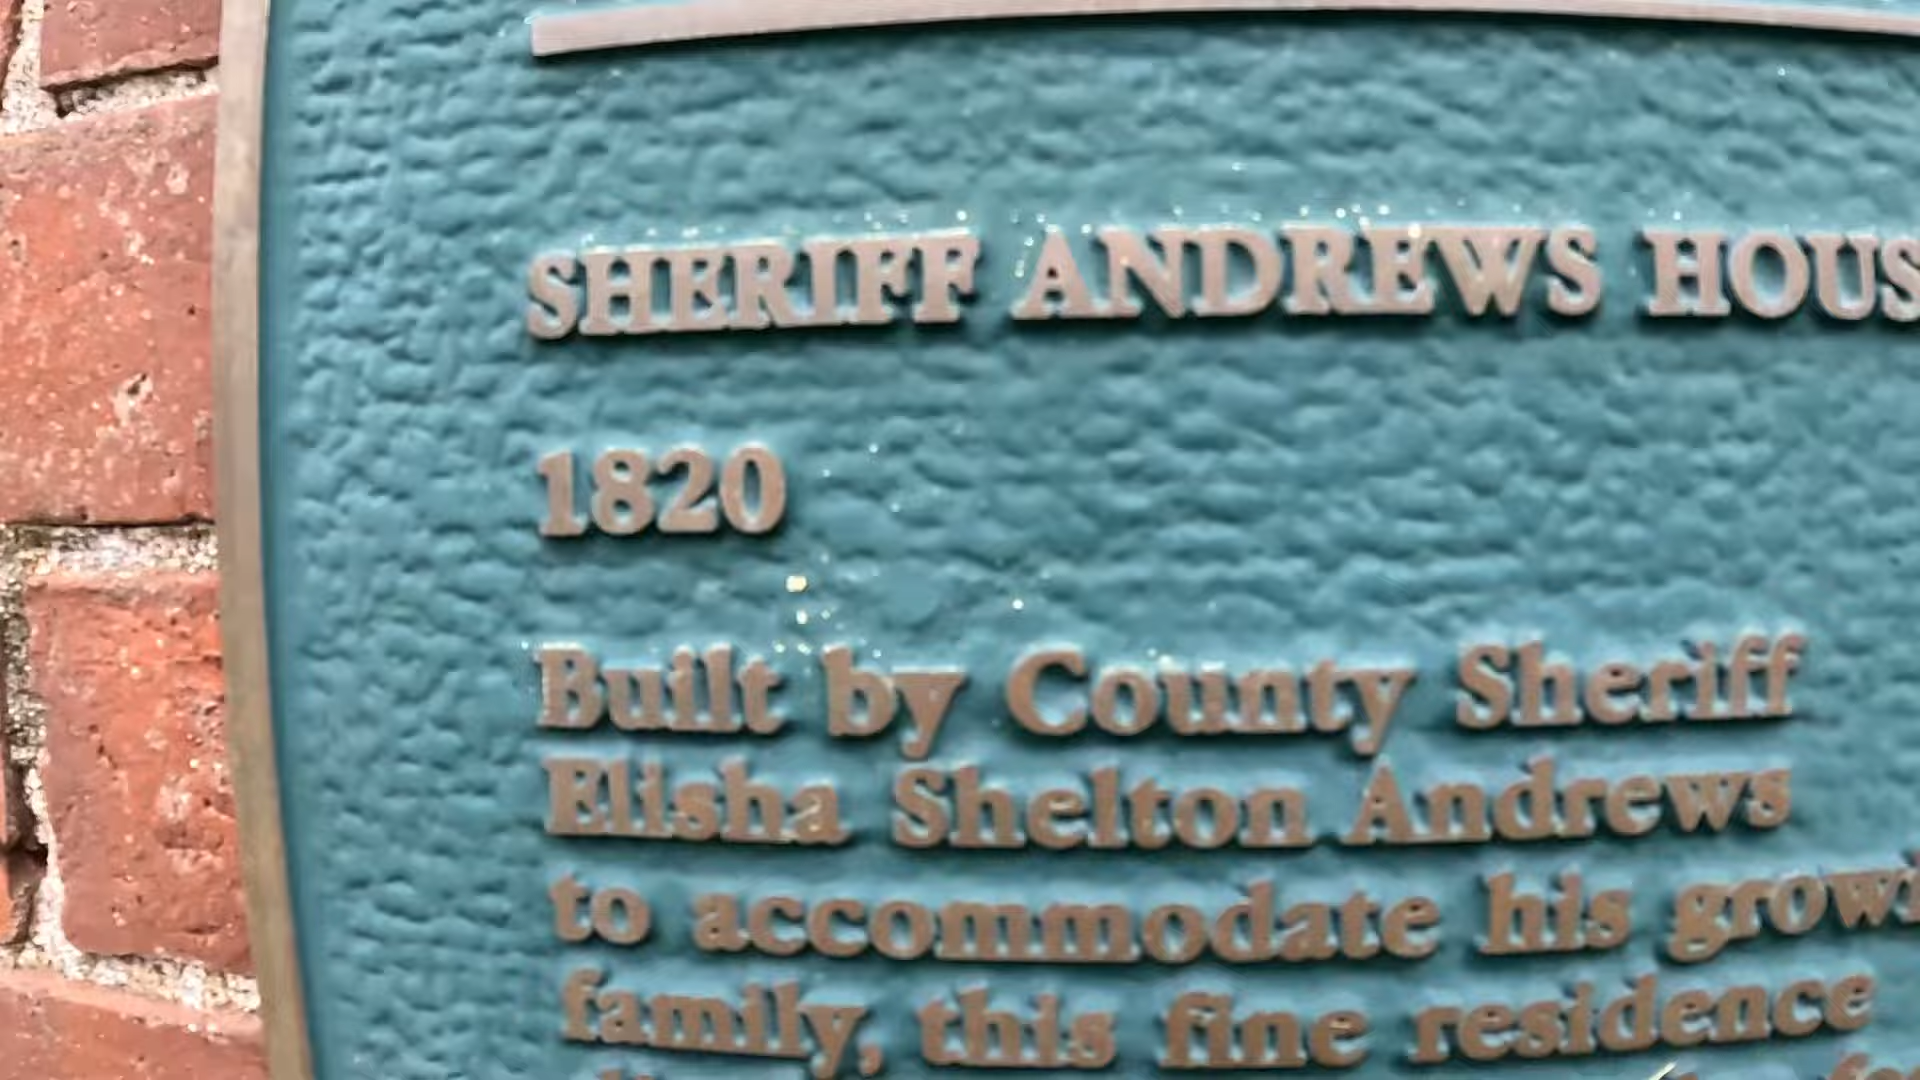 SHERIFF ANDREWS HOUS
1820
Built by County Sheriff
Elisha Shelton Andrews
to accommodate his grow
family, this fine residence